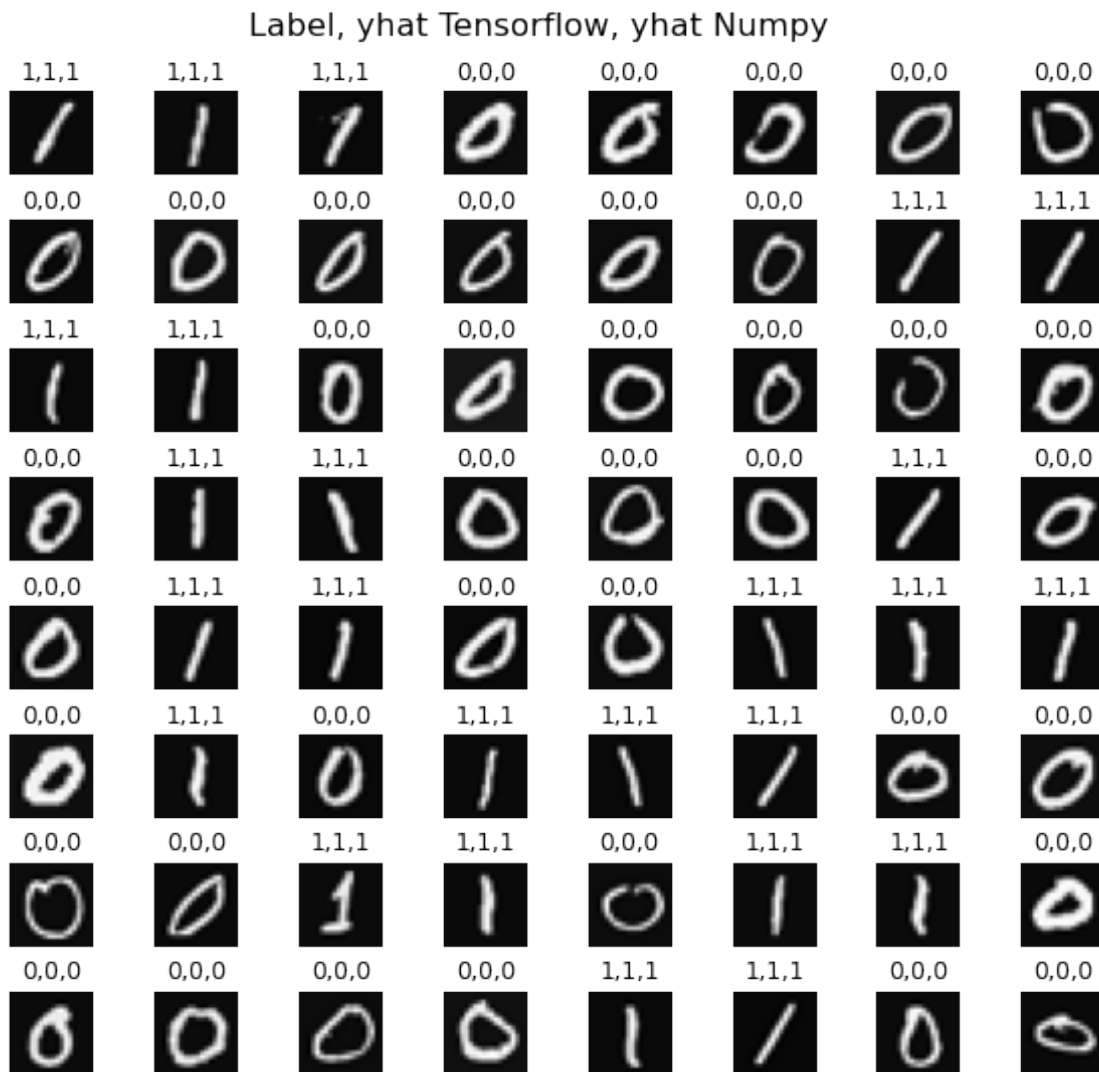 Label, yhat Tensorflow, yhat Numpy
1,1,1 1,1,1 1,1,1 0,0,0 0,0,0 0,0,0 0,0,0 0,0,0
0,0,0 0,0,0 0,0,0 0,0,0 0,0,0 0,0,0 1,1,1 1,1,1
1,1,1 1,1,1 0,0,0 0,0,0 0,0,0 0,0,0 0,0,0 0,0,0
0,0,0 1,1,1 1,1,1 0,0,0 0,0,0 0,0,0 1,1,1 0,0,0
0,0,0 1,1,1 1,1,1 0,0,0 0,0,0 1,1,1 1,1,1 1,1,1
0,0,0 1,1,1 0,0,0 1,1,1 1,1,1 1,1,1 0,0,0 0,0,0
0,0,0 0,0,0 1,1,1 1,1,1 0,0,0 1,1,1 1,1,1 0,0,0
0,0,0 0,0,0 0,0,0 0,0,0 1,1,1 1,1,1 0,0,0 0,0,0